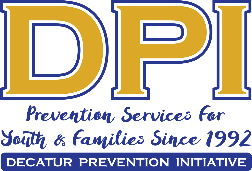 DPI
Prevention Services For
Youth & Families Since 1992
DECATUR PREVENTION INITIATIVE